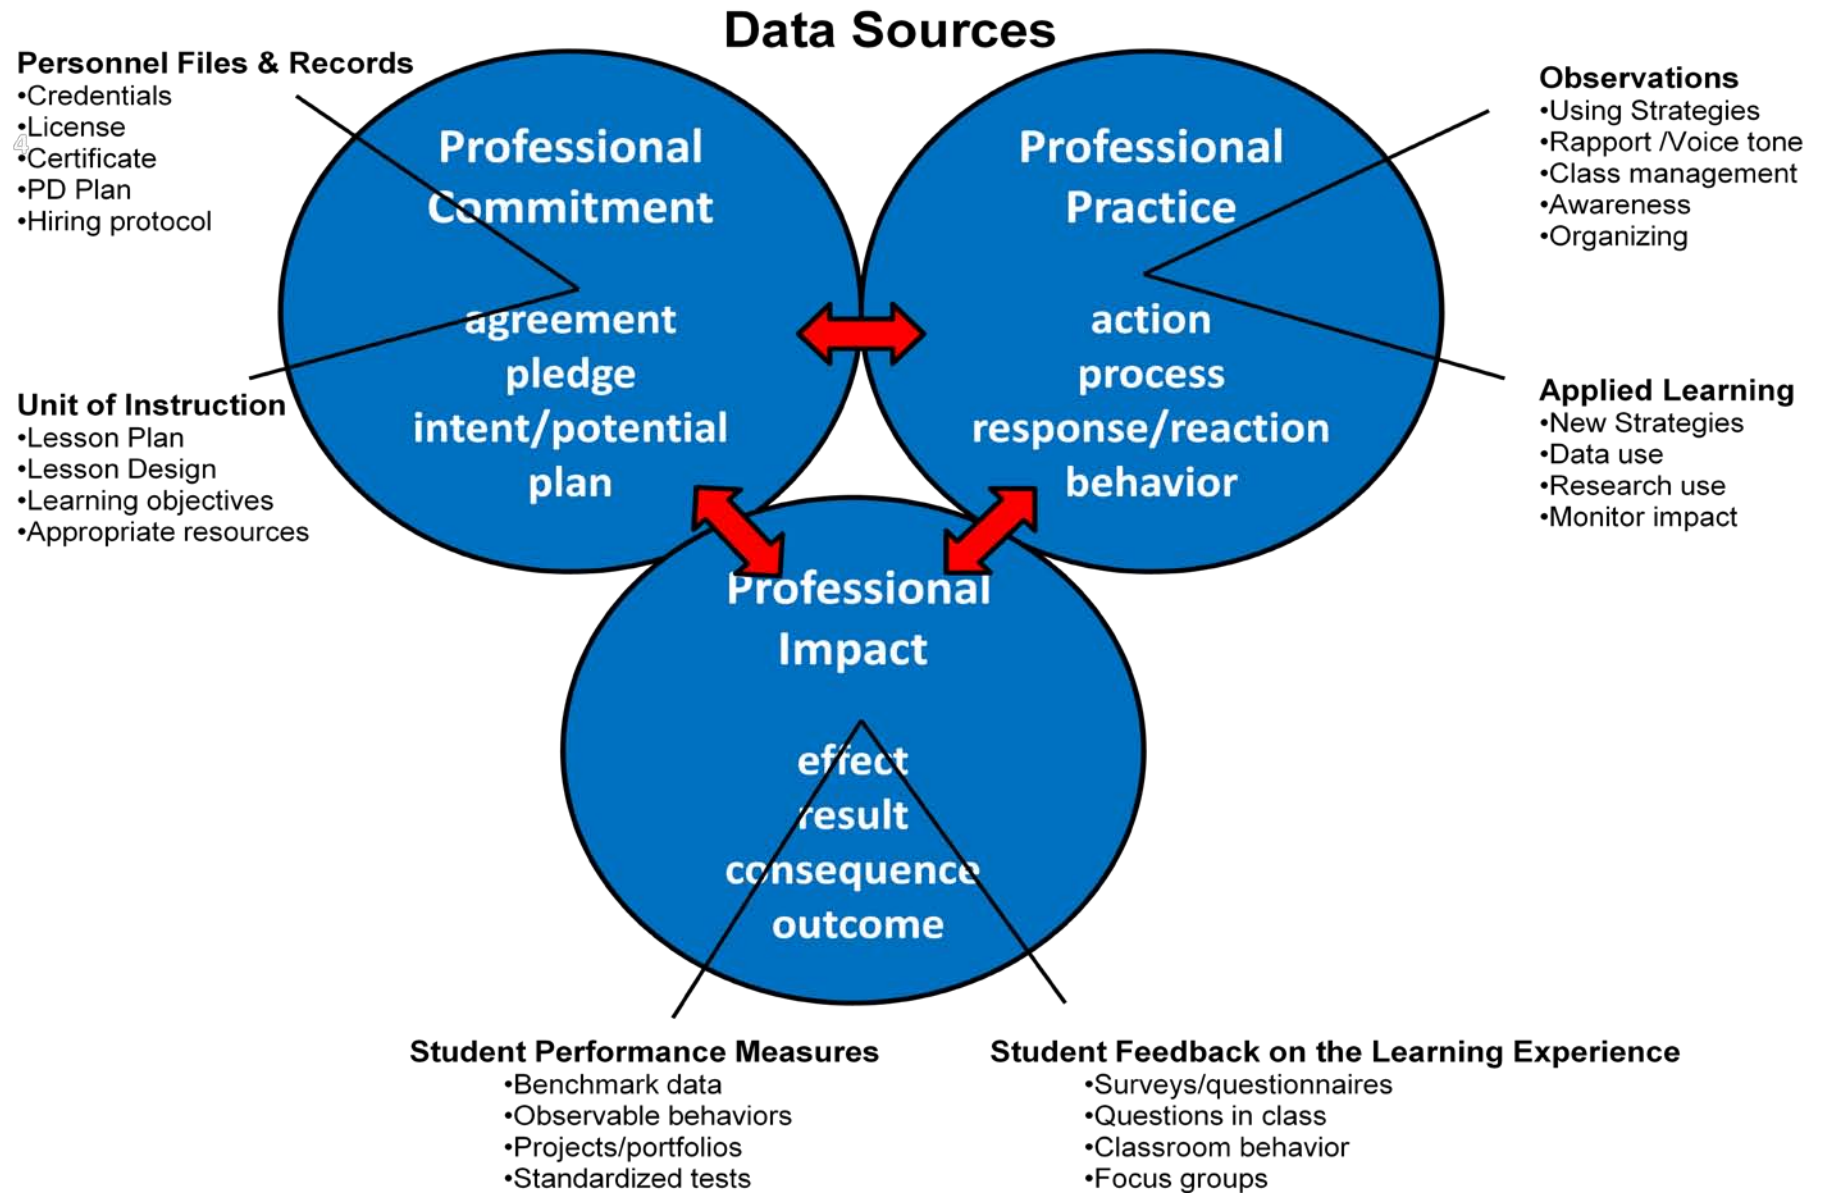 Data Sources
Personnel Files & Records
•Credentials
•License
4
•Certificate
•PD Plan
•Hiring protocol
Unit of Instruction
•Lesson Plan
•Lesson Design
•Learning objectives
•Appropriate resources
Professional
Commitment
agreement
pledge
intent/potential
plan
Professional
Practice
action
process
response/reaction
behavior
Observations
•Using Strategies
•Rapport /Voice tone
•Class management
•Awareness
•Organizing
Applied Learning
•New Strategies
•Data use
•Research use
•Monitor impact
Professional
Impact
effect
result
consequence
outcome
Student Performance Measures
•Benchmark data
•Observable behaviors
•Projects/portfolios
•Standardized tests
Student Feedback on the Learning Experience
•Surveys/questionnaires
•Questions in class
•Classroom behavior
•Focus groups